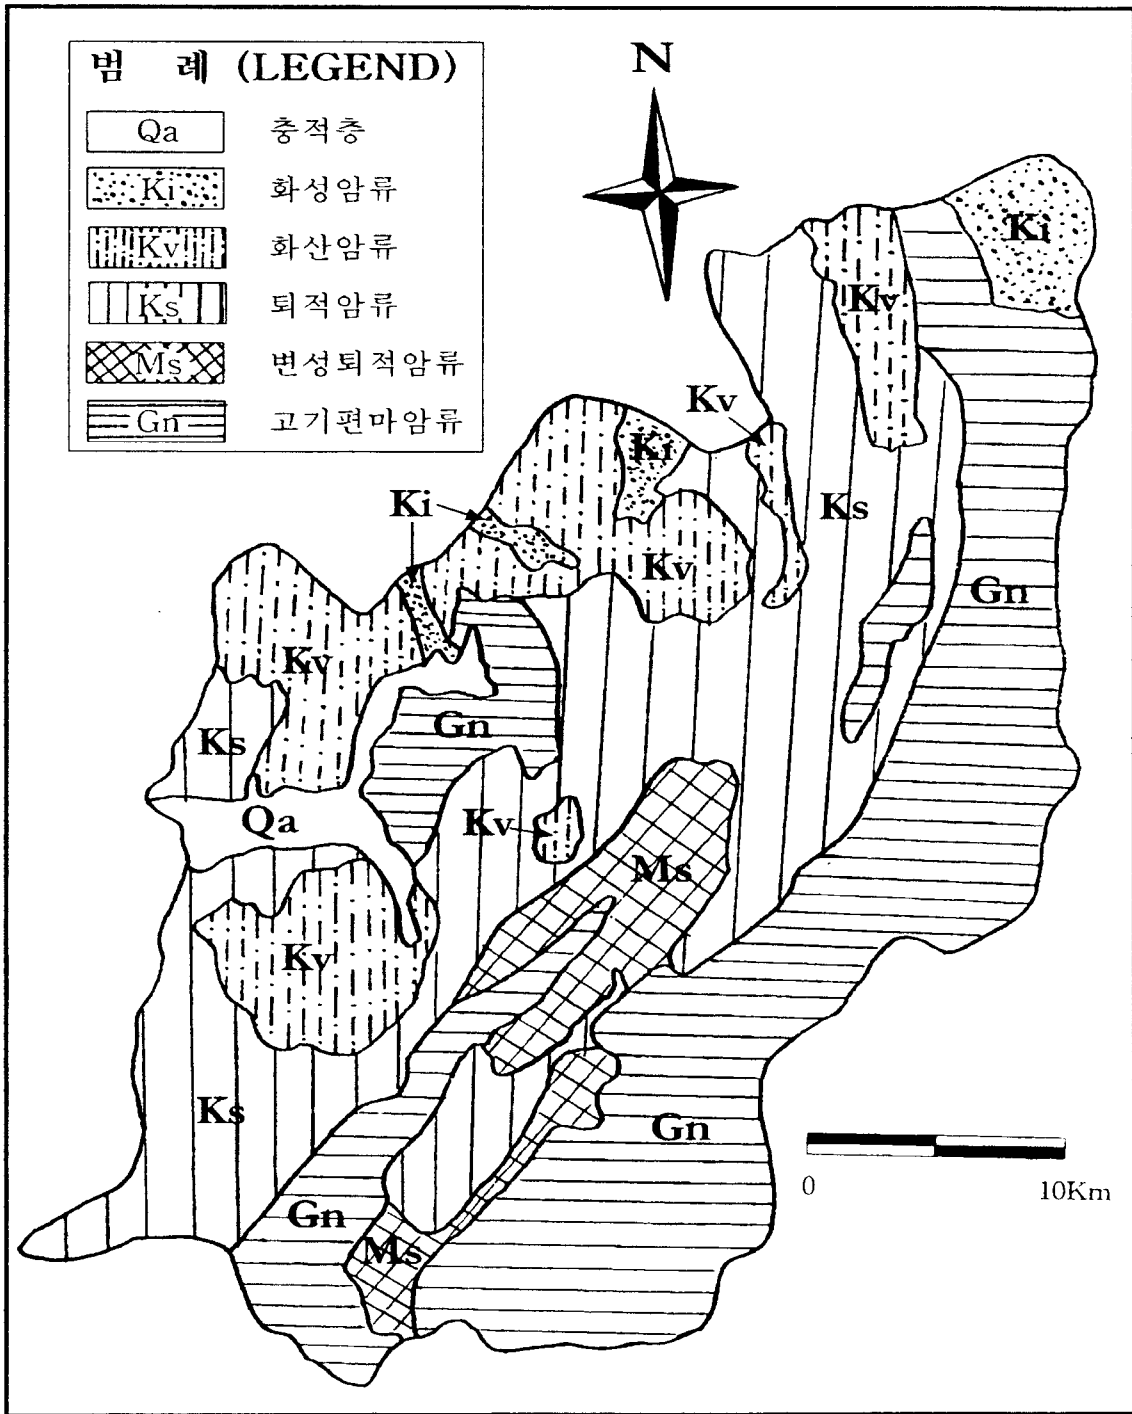 범 례 (LEGEND)
Qa 충적층
Ki 화성암류
Kv 화산암류
Ks 퇴적암류
Ms 변성퇴적암류
Gn 고기편마암류
N
Ki
Kv
Kv
Ki
Ki
Ks
Kv
Gn
Kv
Gn
Ks
Qa
Kv
Ms
Kv
Ks
Gn
Gn
Ms
0 10Km